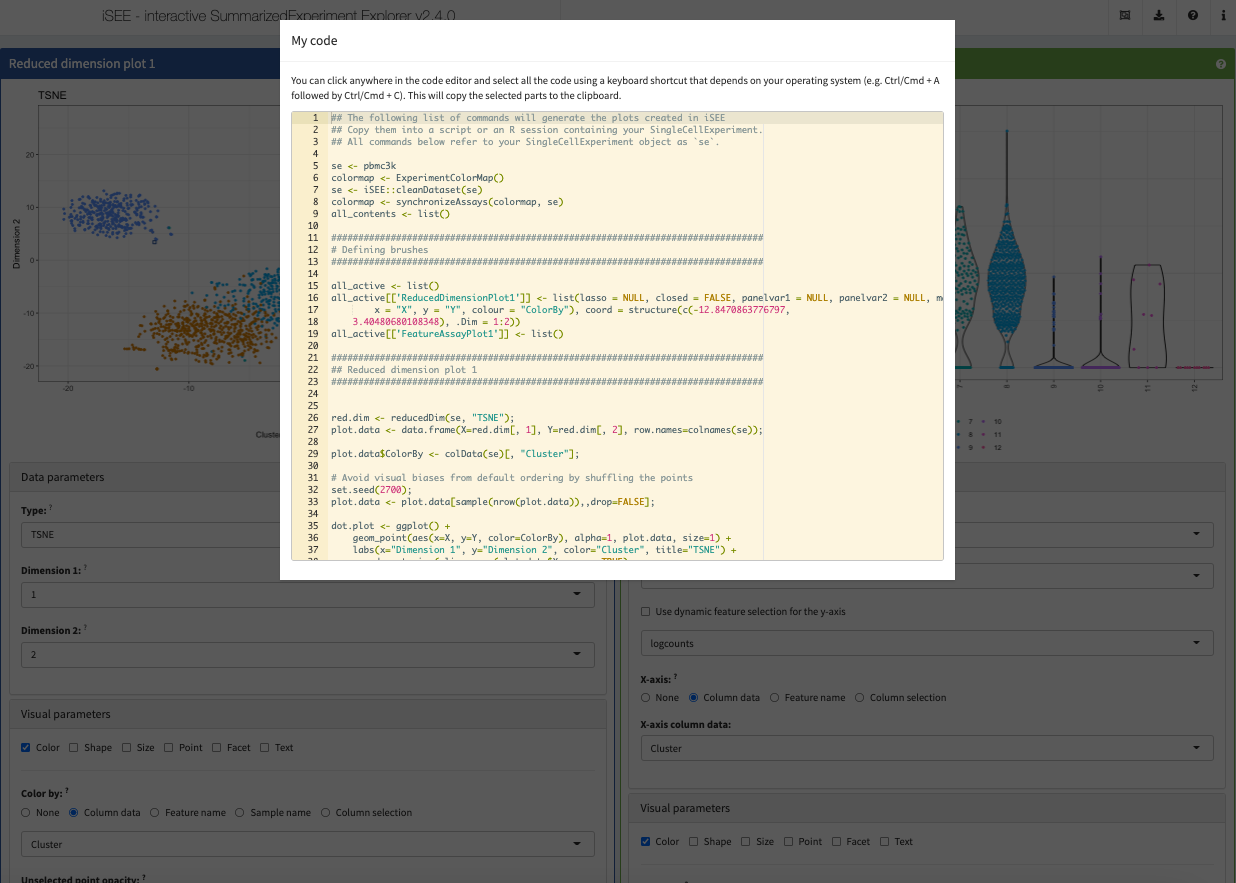 iSEE - interactive SummarizedExperiment Explorer v2.4.0
My code
You can click anywhere in the code editor and select all the code using a keyboard shortcut that depends on your operating system (e.g. Ctrl/Cmd + A
followed by Ctrl/Cmd + C). This will copy the selected parts to the clipboard.
1 ## The following list of commands will generate the plots created in iSEE
2 ## Copy them into a script or an R session containing your SingleCellExperiment.
3 ## All commands below refer to your SingleCellExperiment object as `se`.
4
5 se <- pbmc3k
6 colormap <- ExperimentColorMap()
7 se <- iSEE::cleanDataset(se)
8 colormap <- synchronizeAssays(colormap, se)
9 all_contents <- list()
10
11 ################################################################################
12 # Defining brushes
13 ################################################################################
14
15 all_active <- list()
16 all_active[['ReducedDimensionPlot1']] <- list(lasso = NULL, closed = FALSE, panelvar1 = NULL, panelvar2 = NULL, m
17 x = "X", y = "Y", colour = "ColorBy"), coord = structure(c(-12.8470863776797,
18 3.40480680108348), .Dim = 1:2))
19 all_active[['FeatureAssayPlot1']] <- list()
20
21 ################################################################################
22 ## Reduced dimension plot 1
23 ################################################################################
24
25
26 red.dim <- reducedDim(se, "TSNE");
27 plot.data <- data.frame(X=red.dim[, 1], Y=red.dim[, 2], row.names=colnames(se));
28
29 plot.data$ColorBy <- colData(se)[, "Cluster"];
30
31 # Avoid visual biases from default ordering by shuffling the points
32 set.seed(2700);
33 plot.data <- plot.data[sample(nrow(plot.data)),,drop=FALSE];
34
35 dot.plot <- ggplot() +
36 geom_point(aes(x=X, y=Y, color=ColorBy), alpha=1, plot.data, size=1) +
37 labs(x="Dimension 1", y="Dimension 2", color="Cluster", title="TSNE") +
Reduced dimension plot 1
TSNE
Dimension 2
20
10
0
-10
-20
-20
-10
Cluster
Data parameters
Type: ?
TSNE
Dimension 1: ?
1
Dimension 2: ?
2
Visual parameters
Color Shape Size Point Facet Text
Color by: ?
None Column data Feature name Sample name Column selection
Cluster
Unselected point opacity: ?
7 8 9 10 11 12
7 10
8 11
9 12
Use dynamic feature selection for the y-axis
logcounts
X-axis: ?
None Column data Feature name Column selection
X-axis column data:
Cluster
Visual parameters
Color Shape Size Point Facet Text